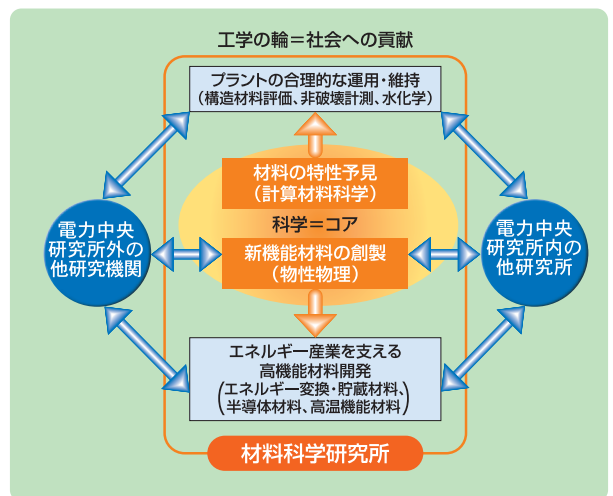 工学の輪＝社会への貢献
プラントの合理的な運用・維持
（構造材料評価、非破壊計測、水化学）
材料の特性予見
（計算材料科学）
科学＝コア
電力中央
研究所外の
他研究機関
新機能材料の創製
（物性物理）
電力中央
研究所内の
他研究所
エネルギー産業を支える
高機能材料開発
（エネルギー変換・貯蔵材料、
半導体材料、高温機能材料）
材料科学研究所